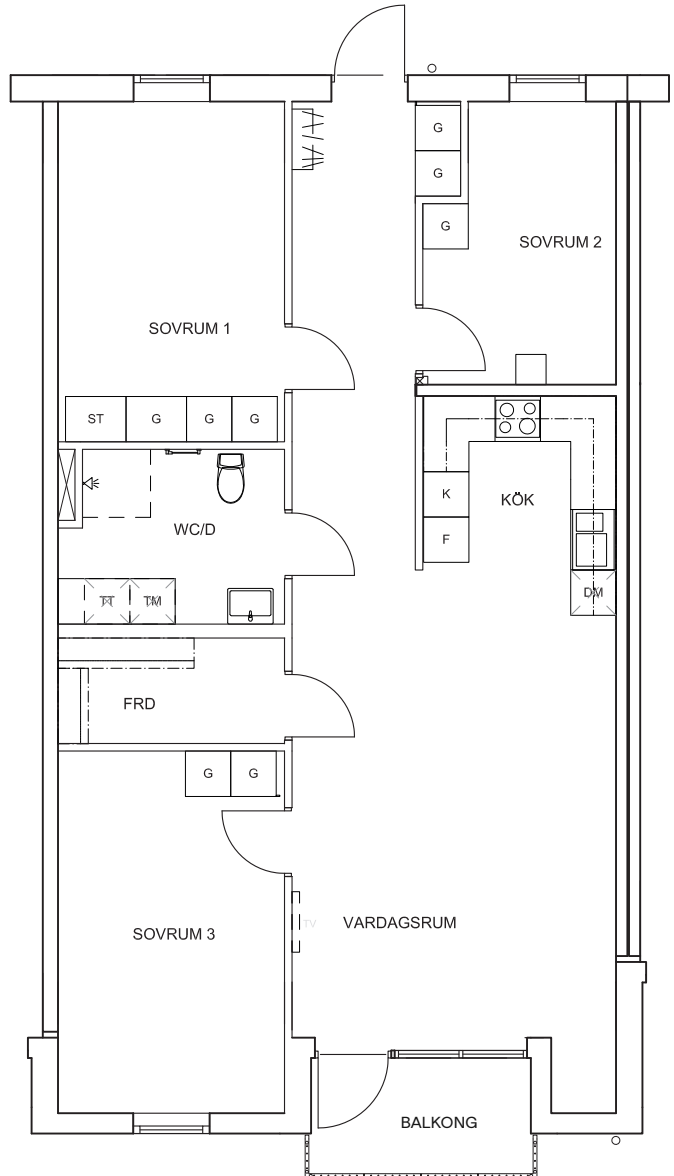 G
G
G
SOVRUM 2
SOVRUM 1
ST
G
G
G
K
KÖK
WC/D
F
DM
TT
TM
FRD
G
G
TV
VARDAGSRUM
SOVRUM 3
BALKONG